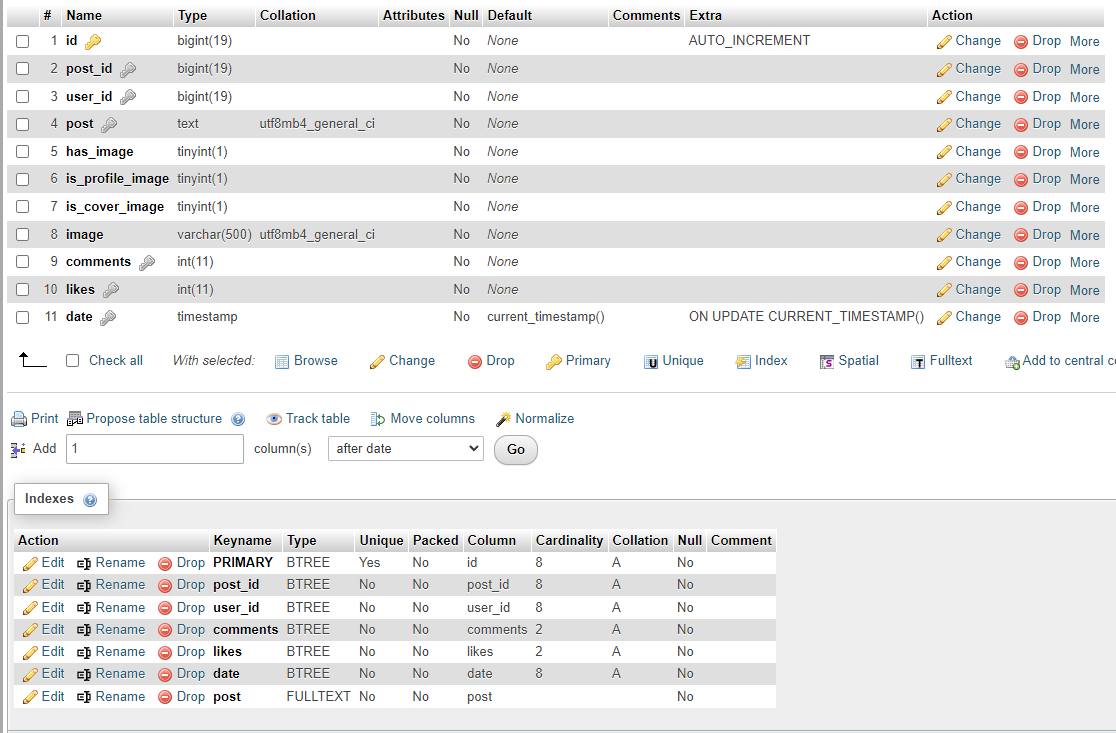 # Name Type Collation Attributes Null Default Comments Extra Action
1 id bigint(19) No None AUTO_INCREMENT Change Drop More
2 post_id bigint(19) No None Change Drop More
3 user_id bigint(19) No None Change Drop More
4 post text utf8mb4_general_ci No None Change Drop More
5 has_image tinyint(1) No None Change Drop More
6 is_profile_image tinyint(1) No None Change Drop More
7 is_cover_image tinyint(1) No None Change Drop More
8 image varchar(500) utf8mb4_general_ci No None Change Drop More
9 comments int(11) No None Change Drop More
10 likes int(11) No None Change Drop More
11 date timestamp No current_timestamp() ON UPDATE CURRENT_TIMESTAMP() Change Drop More
Check all With selected: Browse Change Drop Primary U Unique Index S Spatial T Fulltext Add to central c
Print Propose table structure Track table Move columns Normalize
Add 1 column(s) after date Go
Indexes
Action Keyname Type Unique Packed Column Cardinality Collation Null Comment
Edit Rename Drop PRIMARY BTREE Yes No id 8 A No
Edit Rename Drop post_id BTREE No No post_id 8 A No
Edit Rename Drop user_id BTREE No No user_id 8 A No
Edit Rename Drop comments BTREE No No comments 2 A No
Edit Rename Drop likes BTREE No No likes 2 A No
Edit Rename Drop date BTREE No No date 8 A No
Edit Rename Drop post FULLTEXT No No post No